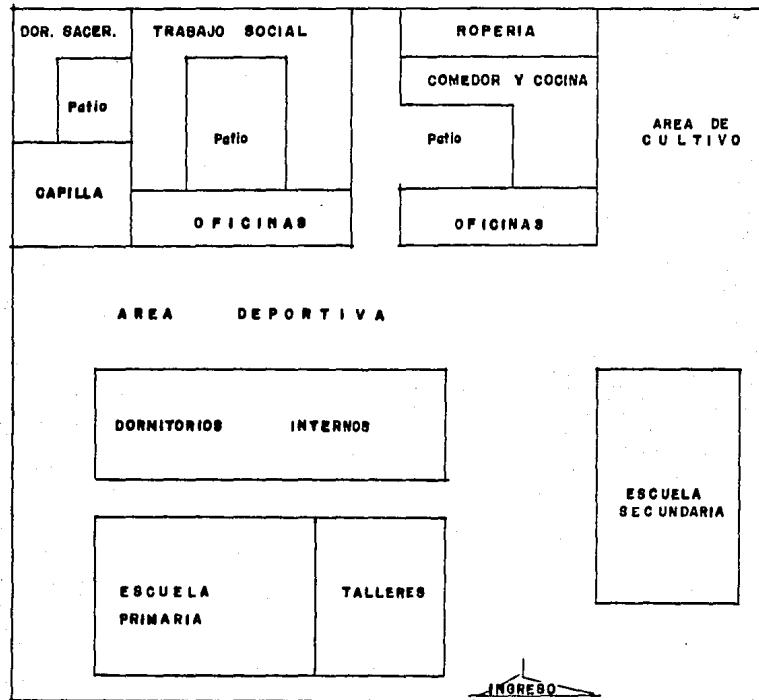 DOR. SACER.
TRABAJO SOCIAL
ROPERIA
COMEDOR Y COCINA
Patio
Patio
Patio
AREA DE
CULTIVO
CAPILLA
OFICINAS
OFICINAS
AREA DEPORTIVA
DORMITORIOS INTERNOS
ESCUELA
SECUNDARIA
ESCUELA
PRIMARIA
TALLERES
INGRESO